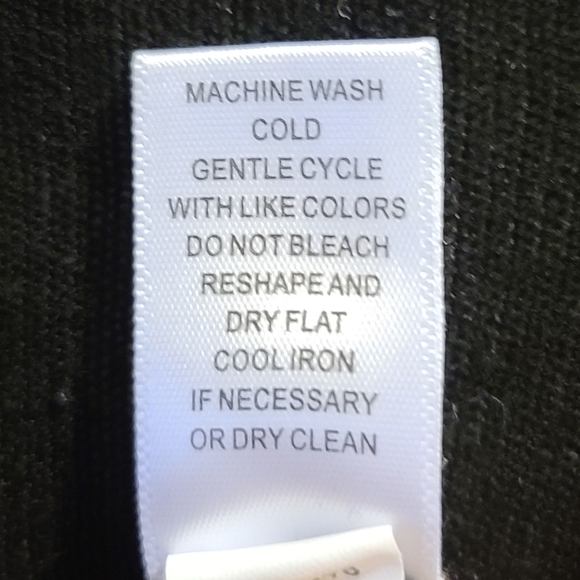 MACHINE WASH
COLD
GENTLE CYCLE
WITH LIKE COLORS
DO NOT BLEACH
RESHAPE AND
DRY FLAT
COOL IRON
IF NECESSARY
OR DRY CLEAN